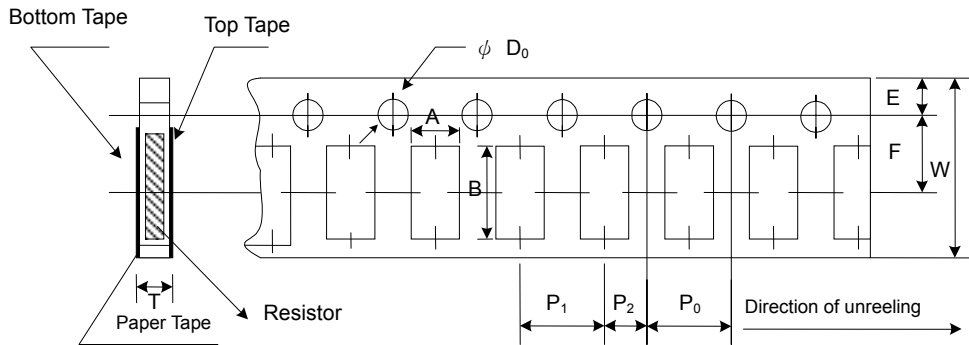 Bottom Tape
Top Tape
ϕ D₀
A
B
E
F
W
T
Paper Tape
Resistor
P₁
P₂
P₀
Direction of unreeling